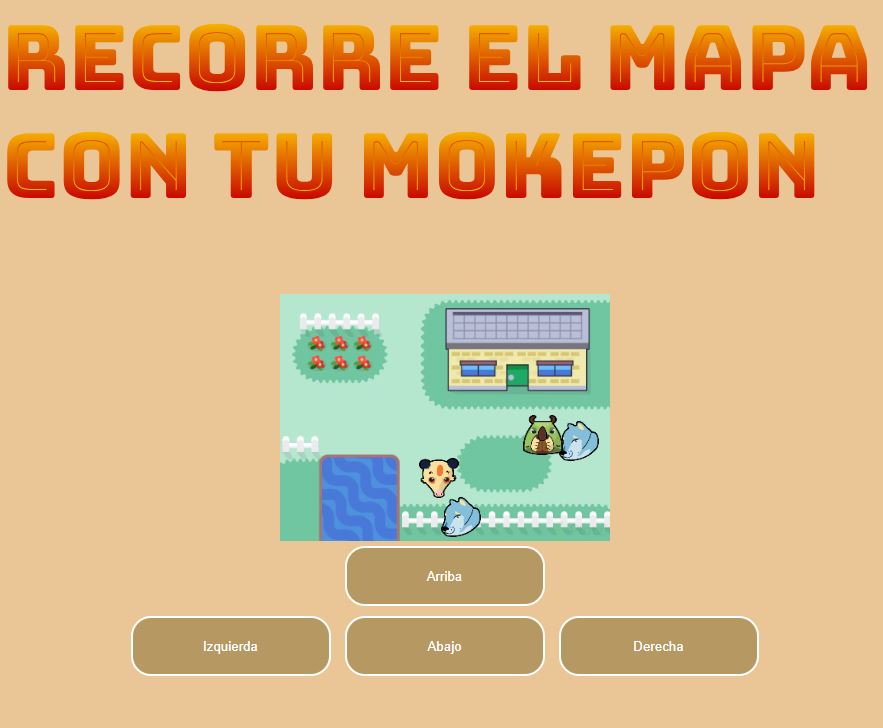 RECORRE EL MAPA
CON TU MOKEPON
Arriba
Izquierda
Abajo
Derecha